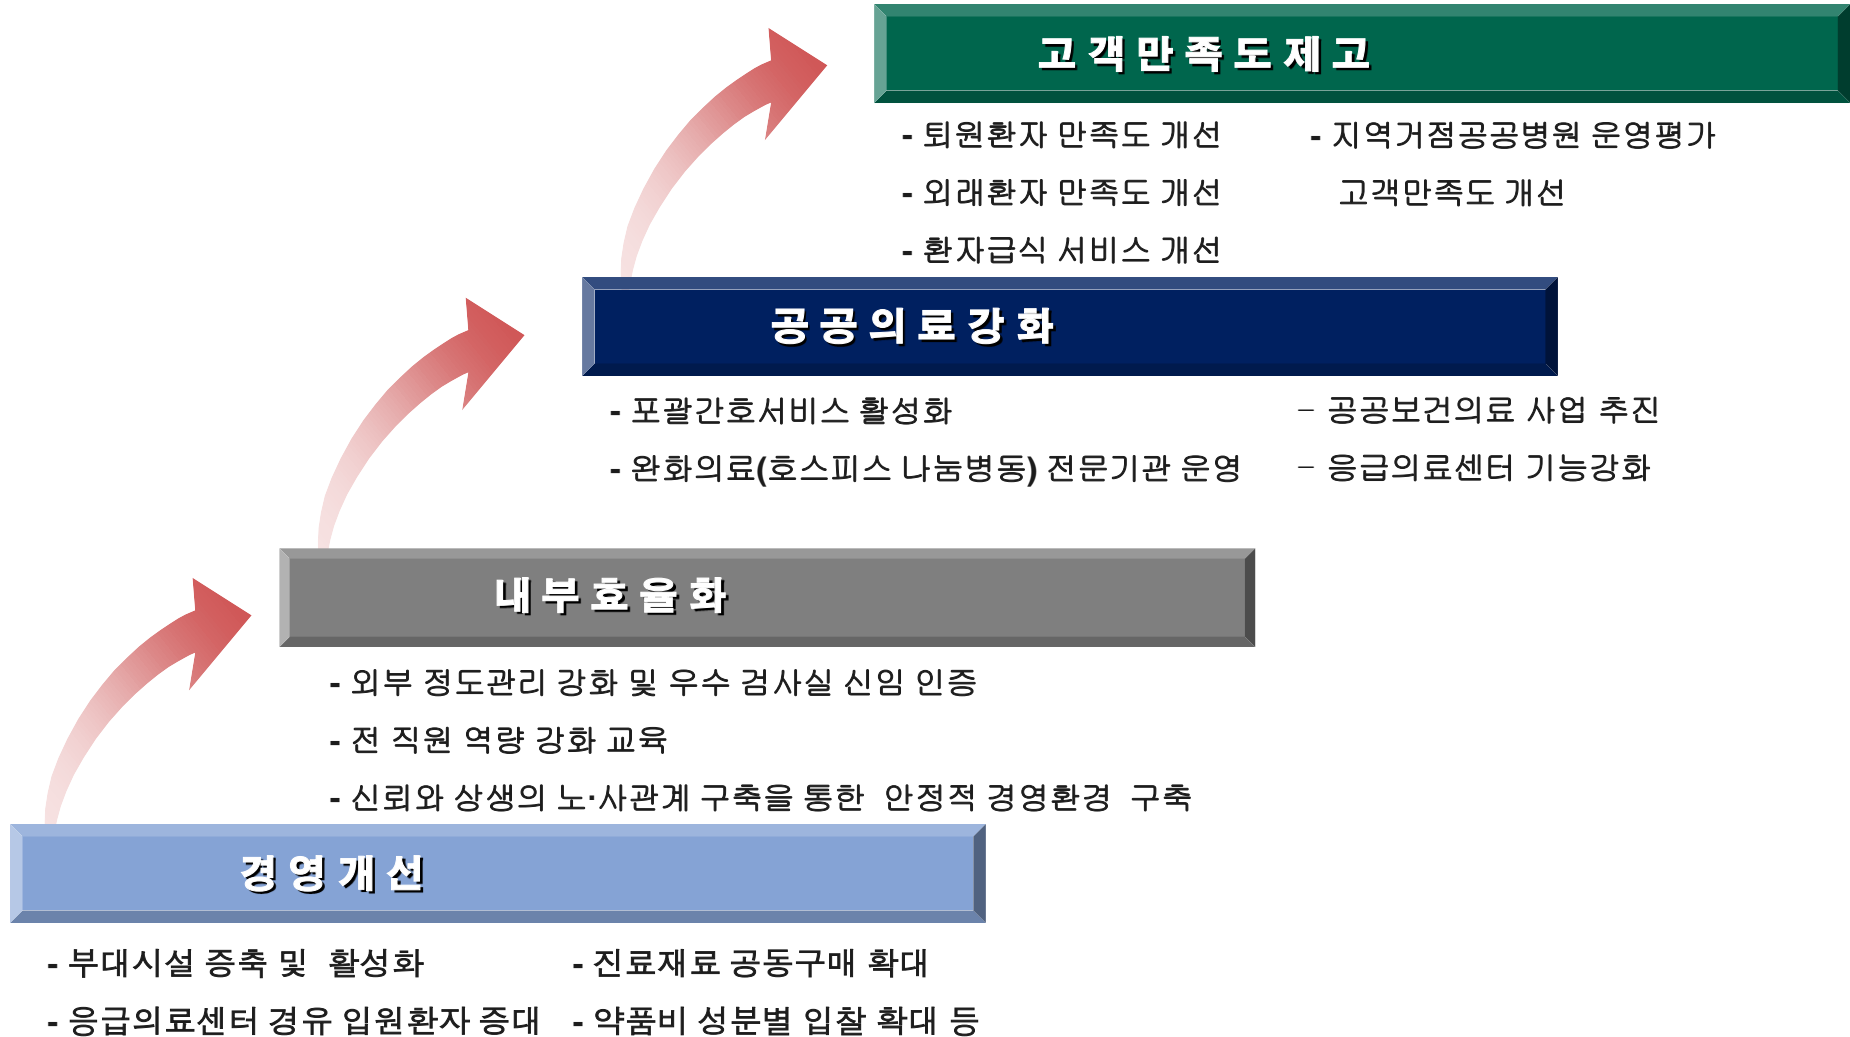 고객만족도제고
- 퇴원환자 만족도 개선
- 외래환자 만족도 개선
- 환자급식 서비스 개선
- 지역거점공공병원 운영평가
고객만족도 개선
공공의료강화
- 포괄간호서비스 활성화
- 완화의료(호스피스 나눔병동) 전문기관 운영
– 공공보건의료 사업 추진
– 응급의료센터 기능강화
내부효율화
- 외부 정도관리 강화 및 우수 검사실 신임 인증
- 전 직원 역량 강화 교육
- 신뢰와 상생의 노·사관계 구축을 통한 안정적 경영환경 구축
경영개선
- 부대시설 증축 및 활성화
- 응급의료센터 경유 입원환자 증대
- 진료재료 공동구매 확대
- 약품비 성분별 입찰 확대 등